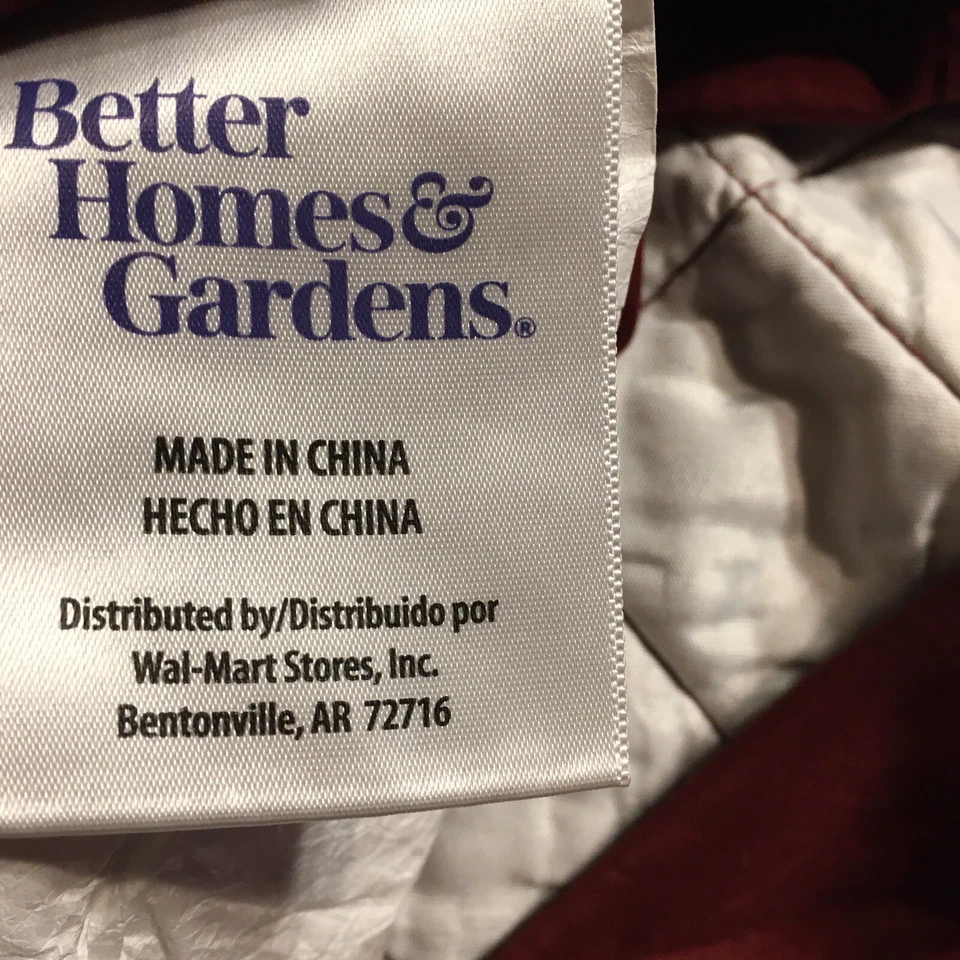 Better
Homes&
Gardens®
MADE IN CHINA
HECHO EN CHINA
Distributed by/Distribuido por
Wal-Mart Stores, Inc.
Bentonville, AR 72716